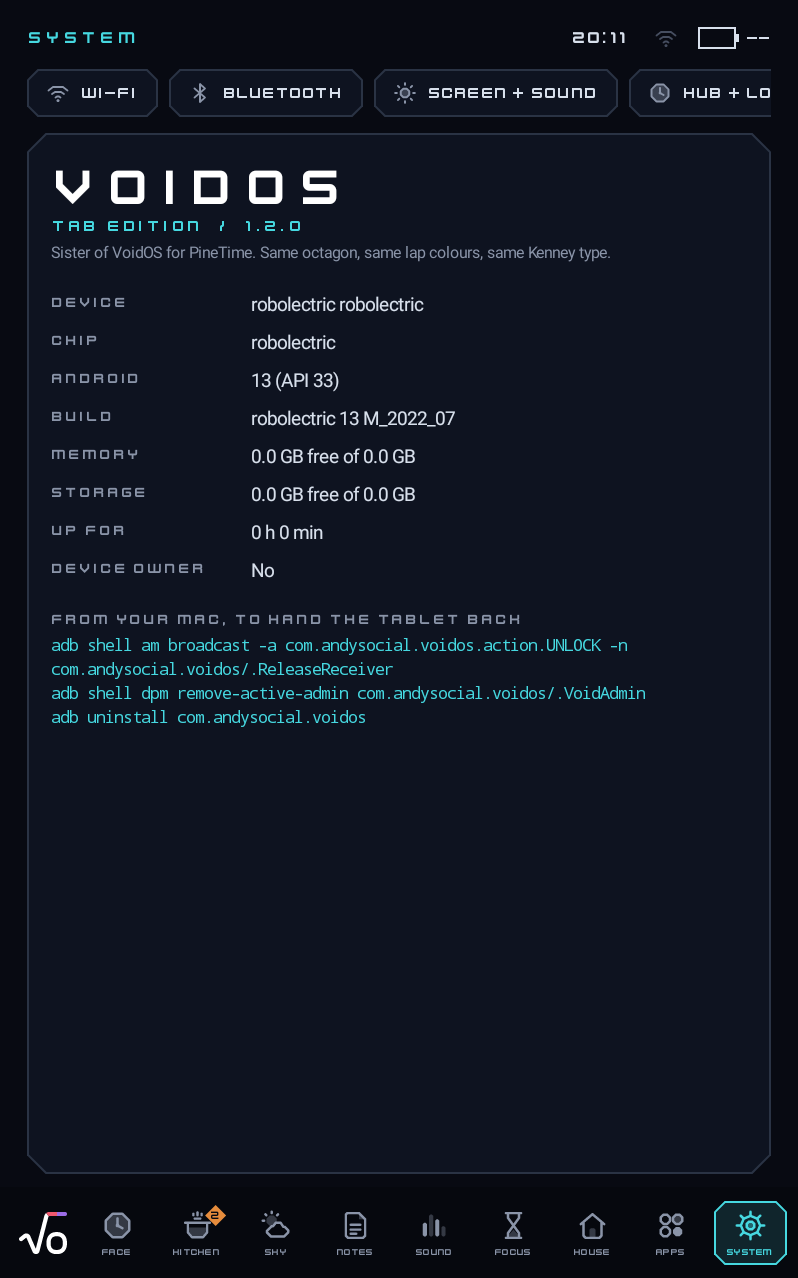 SYSTEM 20:11 --
WI-FI BLUETOOTH SCREEN + SOUND HUB + LO
VOIDOS
TAB EDITION / 1.2.0
Sister of VoidOS for PineTime. Same octagon, same lap colours, same Kenney type.
DEVICE robolectric robolectric
CHIP robolectric
ANDROID 13 (API 33)
BUILD robolectric 13 M_2022_07
MEMORY 0.0 GB free of 0.0 GB
STORAGE 0.0 GB free of 0.0 GB
UP FOR 0 h 0 min
DEVICE OWNER No
FROM YOUR MAC, TO HAND THE TABLET BACK
adb shell am broadcast -a com.andysocial.voidos.action.UNLOCK -n
com.andysocial.voidos/.ReleaseReceiver
adb shell dpm remove-active-admin com.andysocial.voidos/.VoidAdmin
adb uninstall com.andysocial.voidos
2
FACE KITCHEN SKY NOTES SOUND FOCUS HOUSE APPS SYSTEM